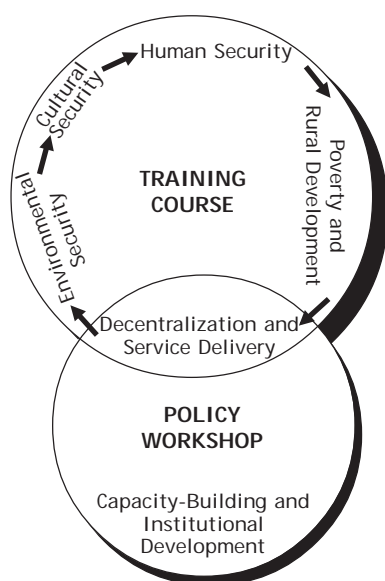 Human Security
Cultural
Security
Poverty and
Rural Development
TRAINING
COURSE
Environmental
Security
Decentralization and
Service Delivery
POLICY
WORKSHOP
Capacity-Building and
Institutional
Development